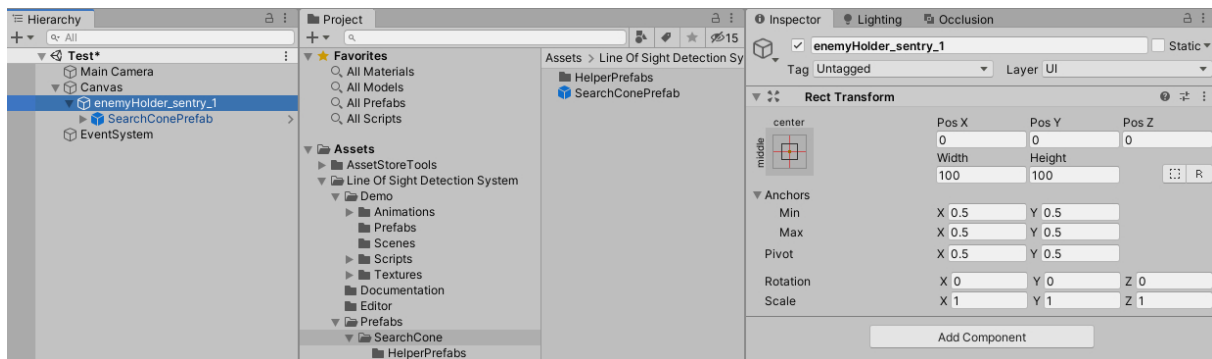 Hierarchy
All
Test*
Main Camera
Canvas
enemyHolder_sentry_1
SearchConePrefab
EventSystem
Project
15
Favorites
All Materials
All Models
All Prefabs
All Scripts
Assets
AssetStoreTools
Line Of Sight Detection System
Demo
Animations
Prefabs
Scenes
Scripts
Textures
Documentation
Editor
Prefabs
SearchCone
HelperPrefabs
Assets > Line Of Sight Detection Sy
HelperPrefabs
SearchConePrefab
Inspector Lighting Occlusion
enemyHolder_sentry_1 Static
Tag Untagged Layer UI
Rect Transform
center Pos X Pos Y Pos Z
middle 0 0 0
Width Height
100 100 R
Anchors
Min X 0.5 Y 0.5
Max X 0.5 Y 0.5
Pivot X 0.5 Y 0.5
Rotation X 0 Y 0 Z 0
Scale X 1 Y 1 Z 1
Add Component